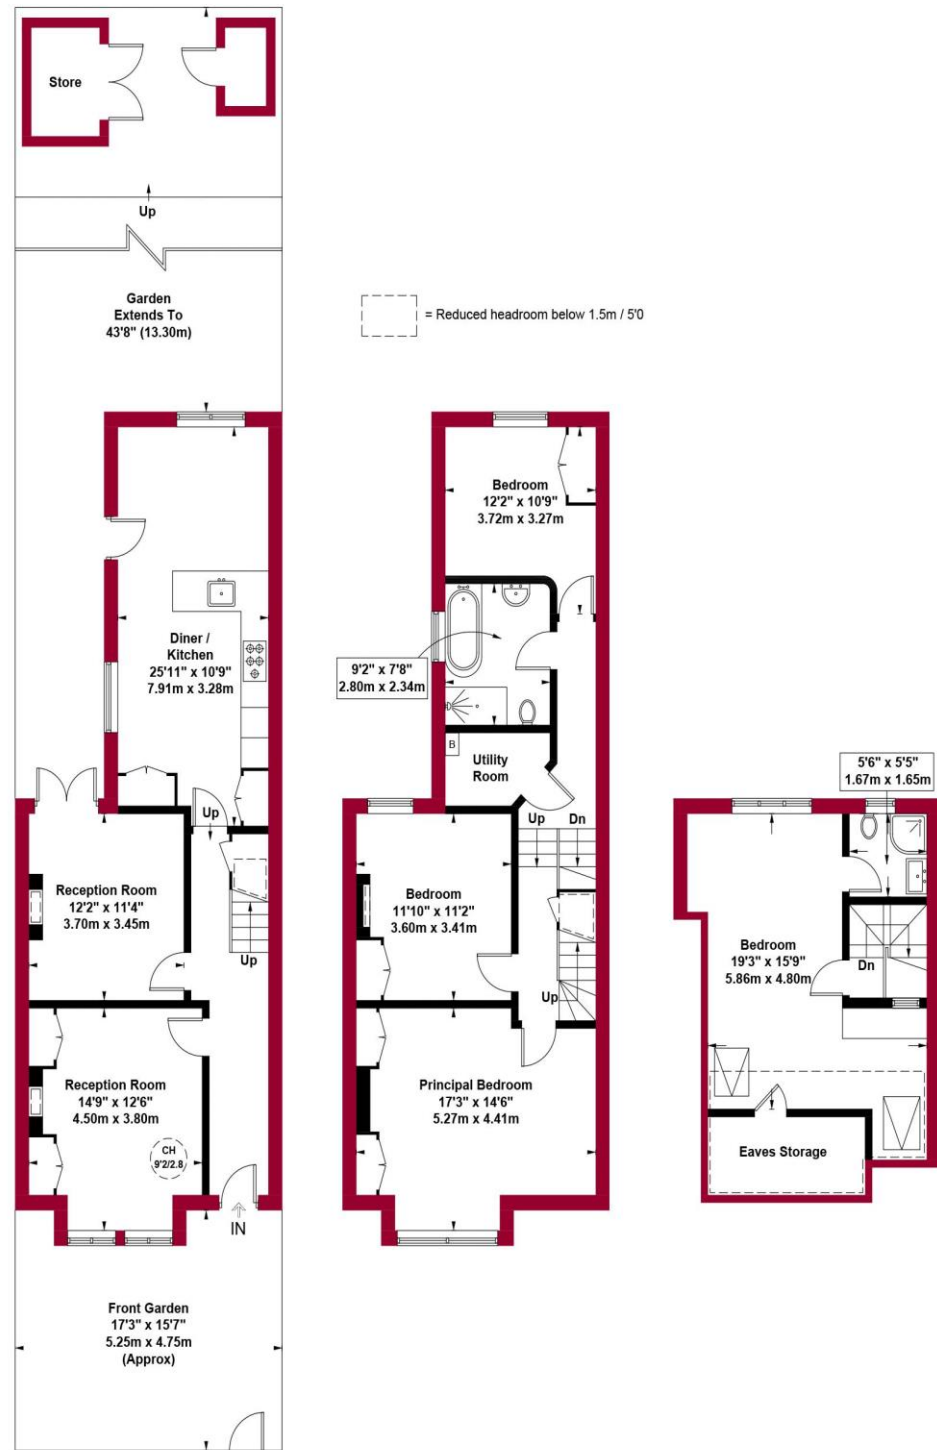 Store
Up
Garden
Extends To
43'8" (13.30m)
= Reduced headroom below 1.5m / 5'0
Diner /
Kitchen
25'11" x 10'9"
7.91m x 3.28m
Up
Reception Room
12'2" x 11'4"
3.70m x 3.45m
Up
Reception Room
14'9" x 12'6"
4.50m x 3.80m
CH
9'2/2.8
IN
Front Garden
17'3" x 15'7"
5.25m x 4.75m
(Approx)
Bedroom
12'2" x 10'9"
3.72m x 3.27m
9'2" x 7'8"
2.80m x 2.34m
B
Utility
Room
Up
Dn
Bedroom
11'10" x 11'2"
3.60m x 3.41m
Up
Principal Bedroom
17'3" x 14'6"
5.27m x 4.41m
5'6" x 5'5"
1.67m x 1.65m
Bedroom
19'3" x 15'9"
5.86m x 4.80m
Dn
Eaves Storage